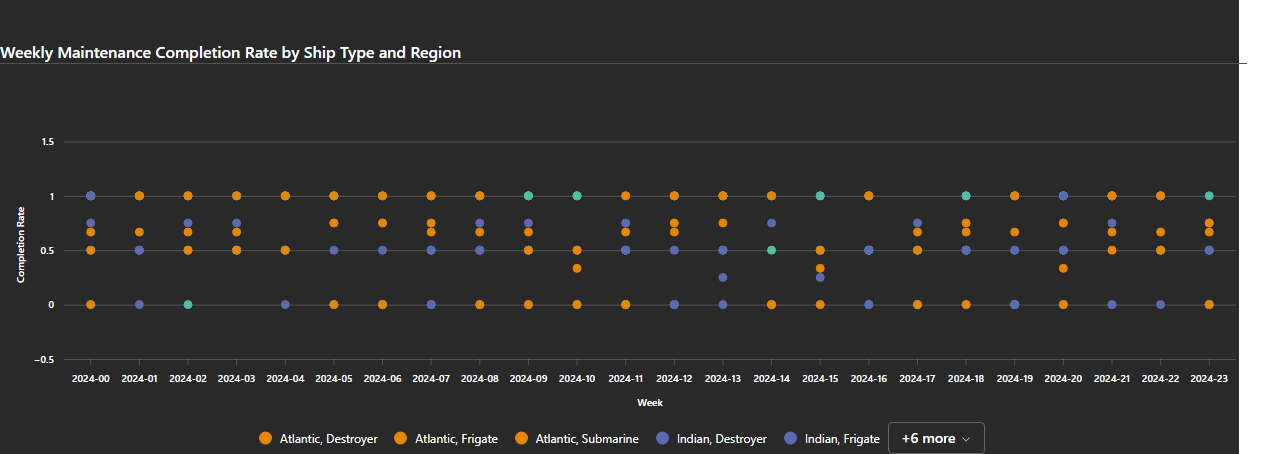 Weekly Maintenance Completion Rate by Ship Type and Region
1.5
1
0.5
0
−0.5
Completion Rate
2024-00 2024-01 2024-02 2024-03 2024-04 2024-05 2024-06 2024-07 2024-08 2024-09 2024-10 2024-11 2024-12 2024-13 2024-14 2024-15 2024-16 2024-17 2024-18 2024-19 2024-20 2024-21 2024-22 2024-23
Week
Atlantic, Destroyer Atlantic, Frigate Atlantic, Submarine Indian, Destroyer Indian, Frigate +6 more